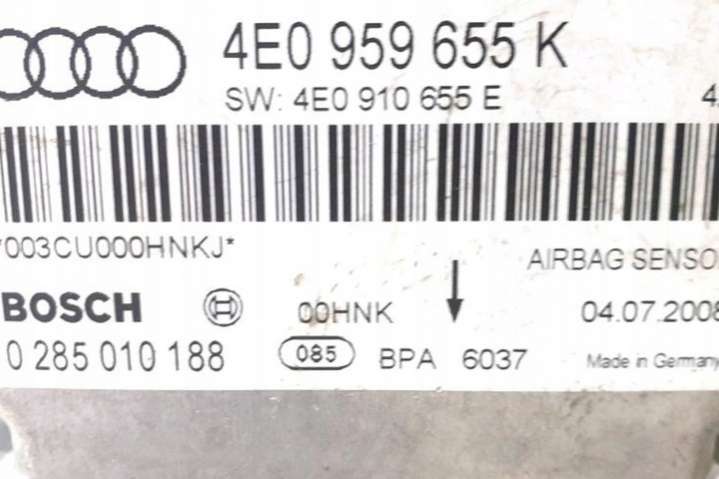 4E0 959 655 K
SW: 4E0 910 655 E
*003CU000HNKJ*
AIRBAG SENSO
BOSCH
00HNK
04.07.2008
0 285 010 188
085
BPA 6037
Made in Germany